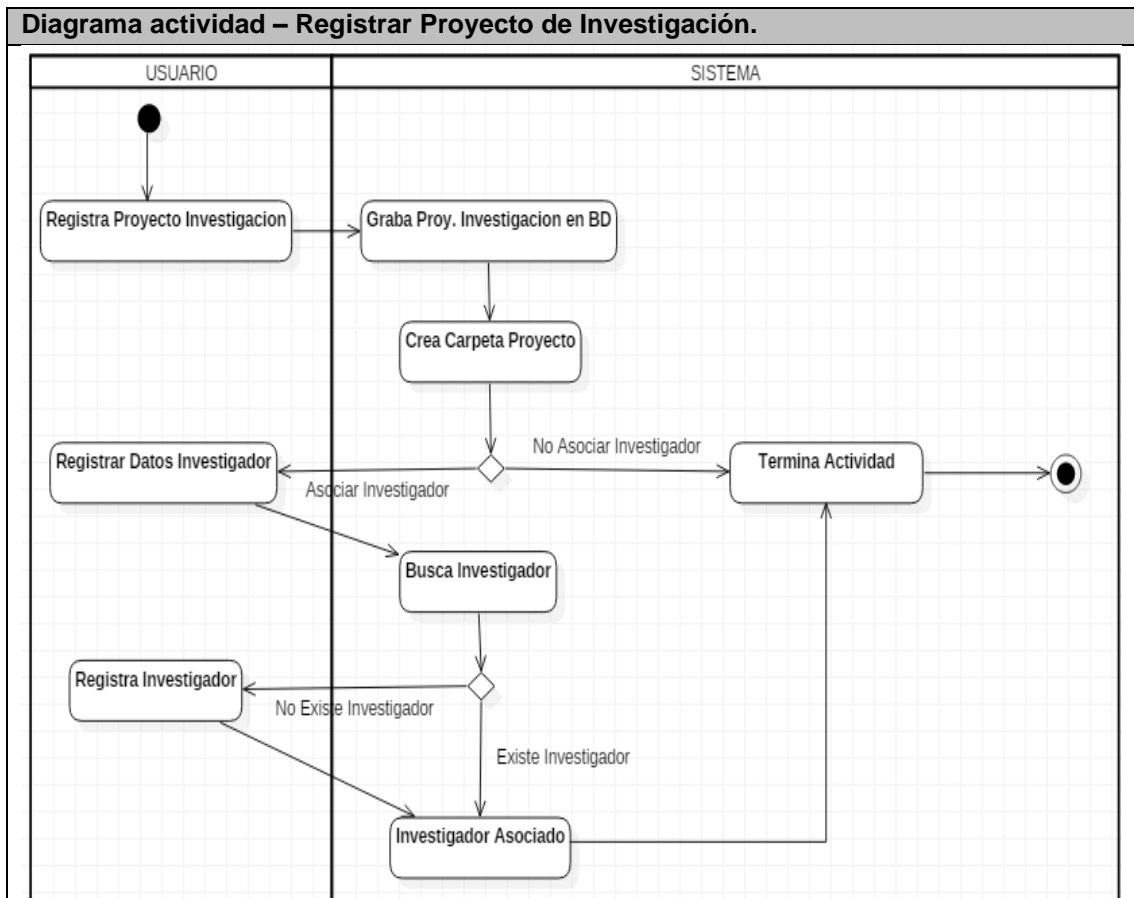 Diagrama actividad – Registrar Proyecto de Investigación.
USUARIO
SISTEMA
Registra Proyecto Investigacion
Graba Proy. Investigacion en BD
Crea Carpeta Proyecto
No Asociar Investigador
Registrar Datos Investigador
Termina Actividad
Asociar Investigador
Busca Investigador
Registra Investigador
No Existe Investigador
Existe Investigador
Investigador Asociado